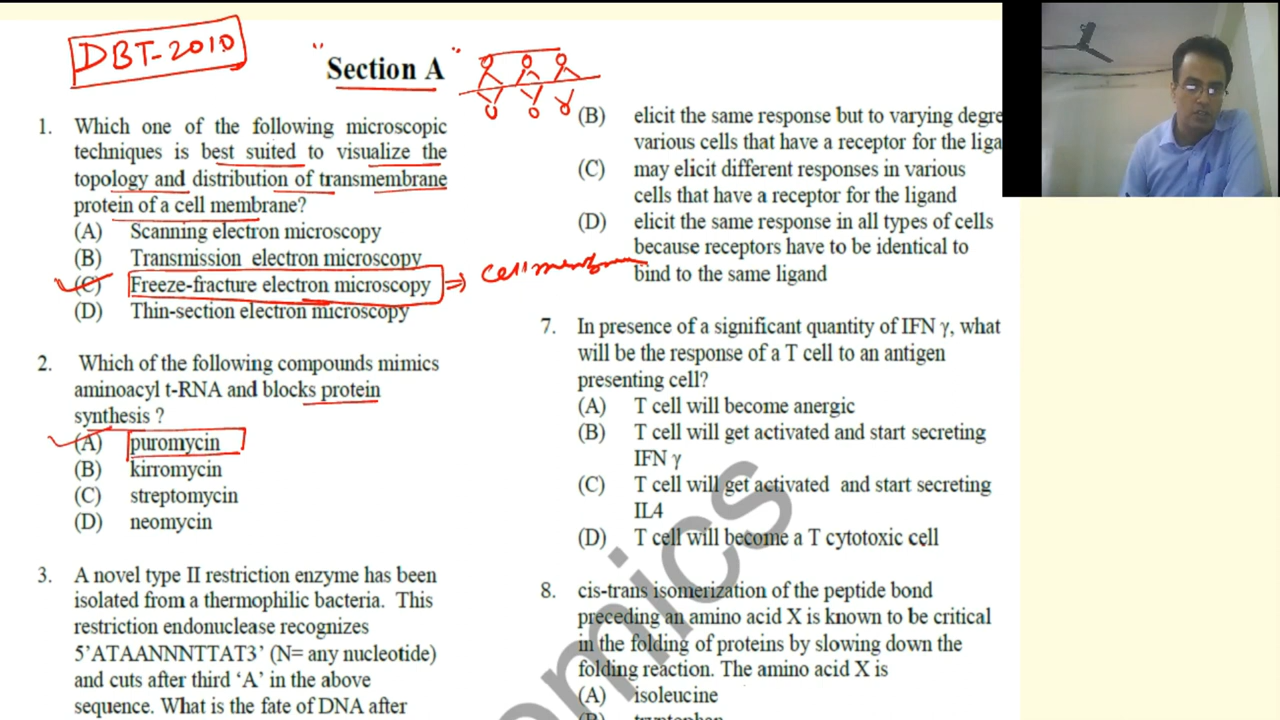 DBT-2010
"Section A"
1. Which one of the following microscopic
techniques is best suited to visualize the
topology and distribution of transmembrane
protein of a cell membrane?
(A) Scanning electron microscopy
(B) Transmission electron microscopy
(C) Freeze-fracture electron microscopy ⇒ cell membrane
(D) Thin-section electron microscopy
2. Which of the following compounds mimics
aminoacyl t-RNA and blocks protein
synthesis ?
(A) puromycin
(B) kirromycin
(C) streptomycin
(D) neomycin
3. A novel type II restriction enzyme has been
isolated from a thermophilic bacteria. This
restriction endonuclease recognizes
5’ATAANNNTTAT3’ (N= any nucleotide)
and cuts after third ‘A’ in the above
sequence. What is the fate of DNA after
(B) elicit the same response but to varying degre
various cells that have a receptor for the liga
(C) may elicit different responses in various
cells that have a receptor for the ligand
(D) elicit the same response in all types of cells
because receptors have to be identical to
bind to the same ligand
7. In presence of a significant quantity of IFN γ, what
will be the response of a T cell to an antigen
presenting cell?
(A) T cell will become anergic
(B) T cell will get activated and start secreting
IFN γ
(C) T cell will get activated and start secreting
IL4
(D) T cell will become a T cytotoxic cell
8. cis-trans isomerization of the peptide bond
preceding an amino acid X is known to be critical
in the folding of proteins by slowing down the
folding reaction. The amino acid X is
(A) isoleucine
(B) tryptophan
omics